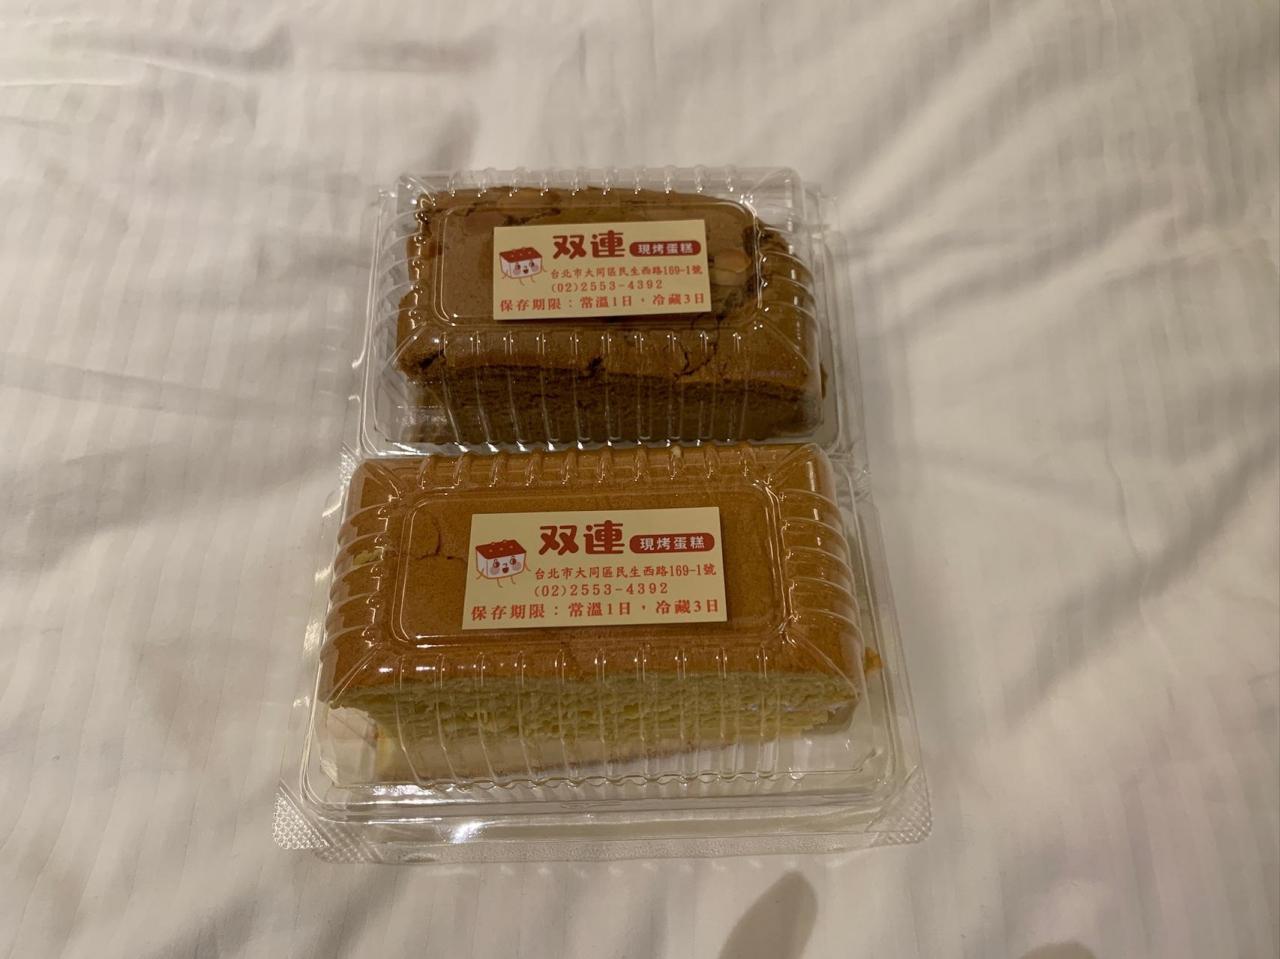 双連 現烤蛋糕
台北市大同區民生西路169-1號
(02)2553-4392
保存期限：常溫1日，冷藏3日
双連 現烤蛋糕
台北市大同區民生西路169-1號
(02)2553-4392
保存期限：常溫1日，冷藏3日